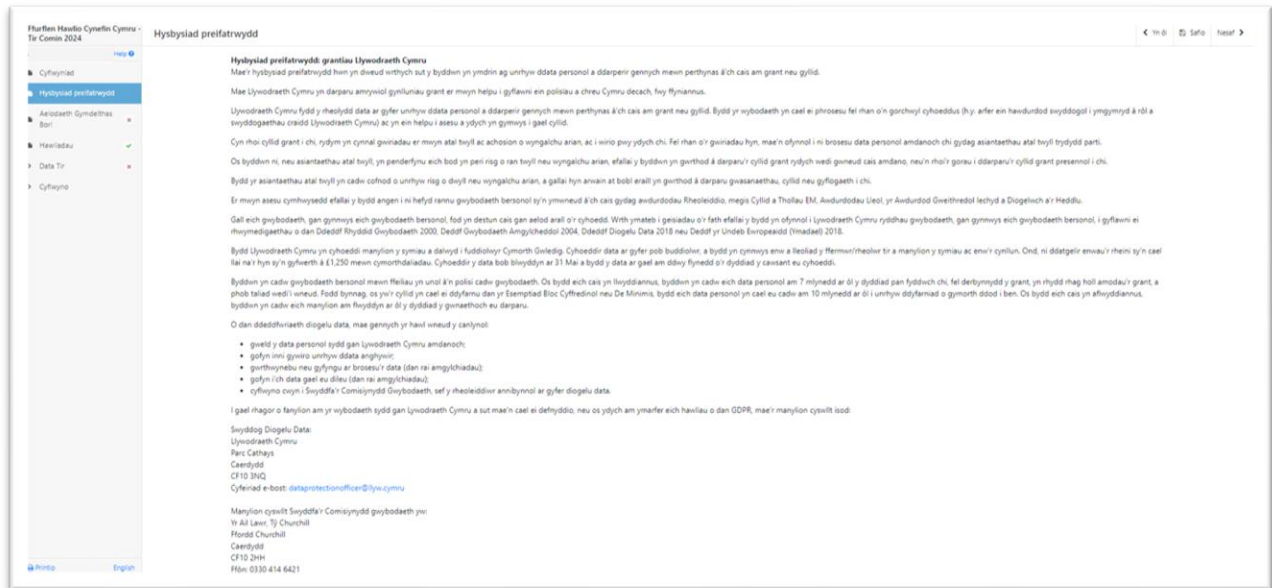 Ffurflen Hawlio Cynefin Cymru -
Tir Comin 2024
Help
Cyflwyniad
Hysbysiad preifatrwydd
Aelodaeth Gymdeithas
Bori
Hawliadau
Data Tir
Cyflwyno
Printio
English
Hysbysiad preifatrwydd
Yn ôl
Safio
Nesaf
Hysbysiad preifatrwydd: grantiau Llywodraeth Cymru
Mae'r hysbysiad preifatrwydd hwn yn dweud wrthych sut y byddwn yn ymdrin ag unrhyw ddata personol a ddarperir gennych mewn perthynas â'ch cais am grant neu gyllid.
Mae Llywodraeth Cymru yn darparu amrywiol gynlluniau grant er mwyn helpu i gyflawni ein polisiau a chreu Cymru decach, fwy ffyniannus.
Llywodraeth Cymru fydd y rheolydd data ar gyfer unrhyw ddata personol a ddarperir gennych mewn perthynas â'ch cais am grant neu gyllid. Bydd yr wybodaeth yn cael ei phrosesu fel rhan o'n gorchwyl cyhoeddus (h.y. arfer ein hawdurdod swyddogol i ymgymryd â rôl a
swyddogaethau craidd Llywodraeth Cymru) ac yn ein helpu i asesu a ydych yn gymwys i gael cyllid.
Cyn rhoi cyllid grant i chi, rydym yn cynnal gwiriadau er mwyn atal twyll ac achosion o wyngalchu arian, ac i wirio pwy ydych chi. Fel rhan o'r gwiriadau hyn, mae'n ofynnol i ni brosesu data personol amdanoch chi gydag asiantaethau atal twyll trydydd parti.
Os byddwn ni, neu asiantaethau atal twyll, yn penderfynu eich bod yn peri risg o ran twyll neu wyngalchu arian, efallai y byddwn yn gwrthod â darparu'r cyllid grant rydych wedi gwneud cais amdano, neu'n rhoi'r gorau i ddarparu'r cyllid grant presennol i chi.
Bydd yr asiantaethau atal twyll yn cadw cofnod o unrhyw risg o dwyll neu wyngalchu arian, a gallai hyn arwain at bobl eraill yn gwrthod â darparu gwasanaethau, cyllid neu gyflogaeth i chi.
Er mwyn asesu cymhwysedd efallai y bydd angen i ni hefyd rannu gwybodaeth bersonol sy'n ymwneud â'ch cais gydag awdurdodau Rheoleiddio, megis Cyllid a Thollau EM, Awdurdodau Lleol, yr Awdurdod Gweithredol Iechyd a Diogelwch a'r Heddlu.
Gall eich gwybodaeth, gan gynnwys eich gwybodaeth bersonol, fod yn destun cais gan aelod arall o'r cyhoedd. Wrth ymateb i geisiadau o'r fath efallai y bydd yn ofynnol i Lywodraeth Cymru ryddhau gwybodaeth, gan gynnwys eich gwybodaeth bersonol, i gyflawni ei
rhwymedigaethau o dan Ddeddf Rhyddid Gwybodaeth 2000, Deddf Gwybodaeth Amgylcheddol 2004, Ddeddf Diogelu Data 2018 neu Deddf yr Undeb Ewropeaidd (Ymadael) 2018.
Bydd Llywodraeth Cymru yn cyhoeddi manylion y symiau a dalwyd i fuddiolwyr Cymorth Gwledig. Cyhoeddir data ar gyfer pob buddiolwr, a bydd yn cynnwys enw a lleoliad y ffermwr/rheolwr tir a manylion y symiau ac enw'r cynllun. Ond, ni ddatgelir enwau'r rheini sy'n cael
llai na'r hyn sy'n gyfwerth â £1,250 mewn cymorthdaliadau. Cyhoeddir y data bob blwyddyn ar 31 Mai a bydd y data ar gael am ddwy flynedd o'r dyddiad y cawsant eu cyhoeddi.
Byddwn yn cadw gwybodaeth bersonol mewn ffeiliau yn unol â'n polisi cadw gwybodaeth. Os bydd eich cais yn llwyddiannus, byddwn yn cadw eich data personol am 7 mlynedd ar ôl y dyddiad pan fyddwch chi, fel derbynnydd y grant, yn rhydd rhag holl amodau'r grant, a
phob taliad wedi'i wneud. Fodd bynnag, os yw'r cyllid yn cael ei ddyfarnu dan yr Esemptiad Bloc Cyffredinol neu De Minimis, bydd eich data personol yn cael eu cadw am 10 mlynedd ar ôl i unrhyw ddyfarniad o gymorth ddod i ben. Os bydd eich cais yn aflwyddiannus,
byddwn yn cadw eich manylion am flwyddyn ar ôl y dyddiad y gwnaethoch eu darparu.
O dan ddeddfwriaeth diogelu data, mae gennych yr hawl wneud y canlynol:
• gweld y data personol sydd gan Lywodraeth Cymru amdanoch;
• gofyn inni gywiro unrhyw ddata anghywir;
• gwrthwynebu neu gyfyngu ar brosesu'r data (dan rai amgylchiadau);
• gofyn i'ch data gael eu dileu (dan rai amgylchiadau);
• cyflwyno cwyn i Swyddfa'r Comisiynydd Gwybodaeth, sef y rheoleiddiwr annibynnol ar gyfer diogelu data.
I gael rhagor o fanylion am yr wybodaeth sydd gan Lywodraeth Cymru a sut mae'n cael ei defnyddio, neu os ydych am ymarfer eich hawliau o dan GDPR, mae'r manylion cyswllt isod:
Swyddog Diogelu Data:
Llywodraeth Cymru
Parc Cathays
Caerdydd
CF10 3NQ
Cyfeiriad e-bost: dataprotectionofficer@llyw.cymru
Manylion cyswllt Swyddfa'r Comisiynydd gwybodaeth yw:
Yr Ail Lawr, Tŷ Churchill
Ffordd Churchill
Caerdydd
CF10 2HH
Ffôn: 0330 414 6421